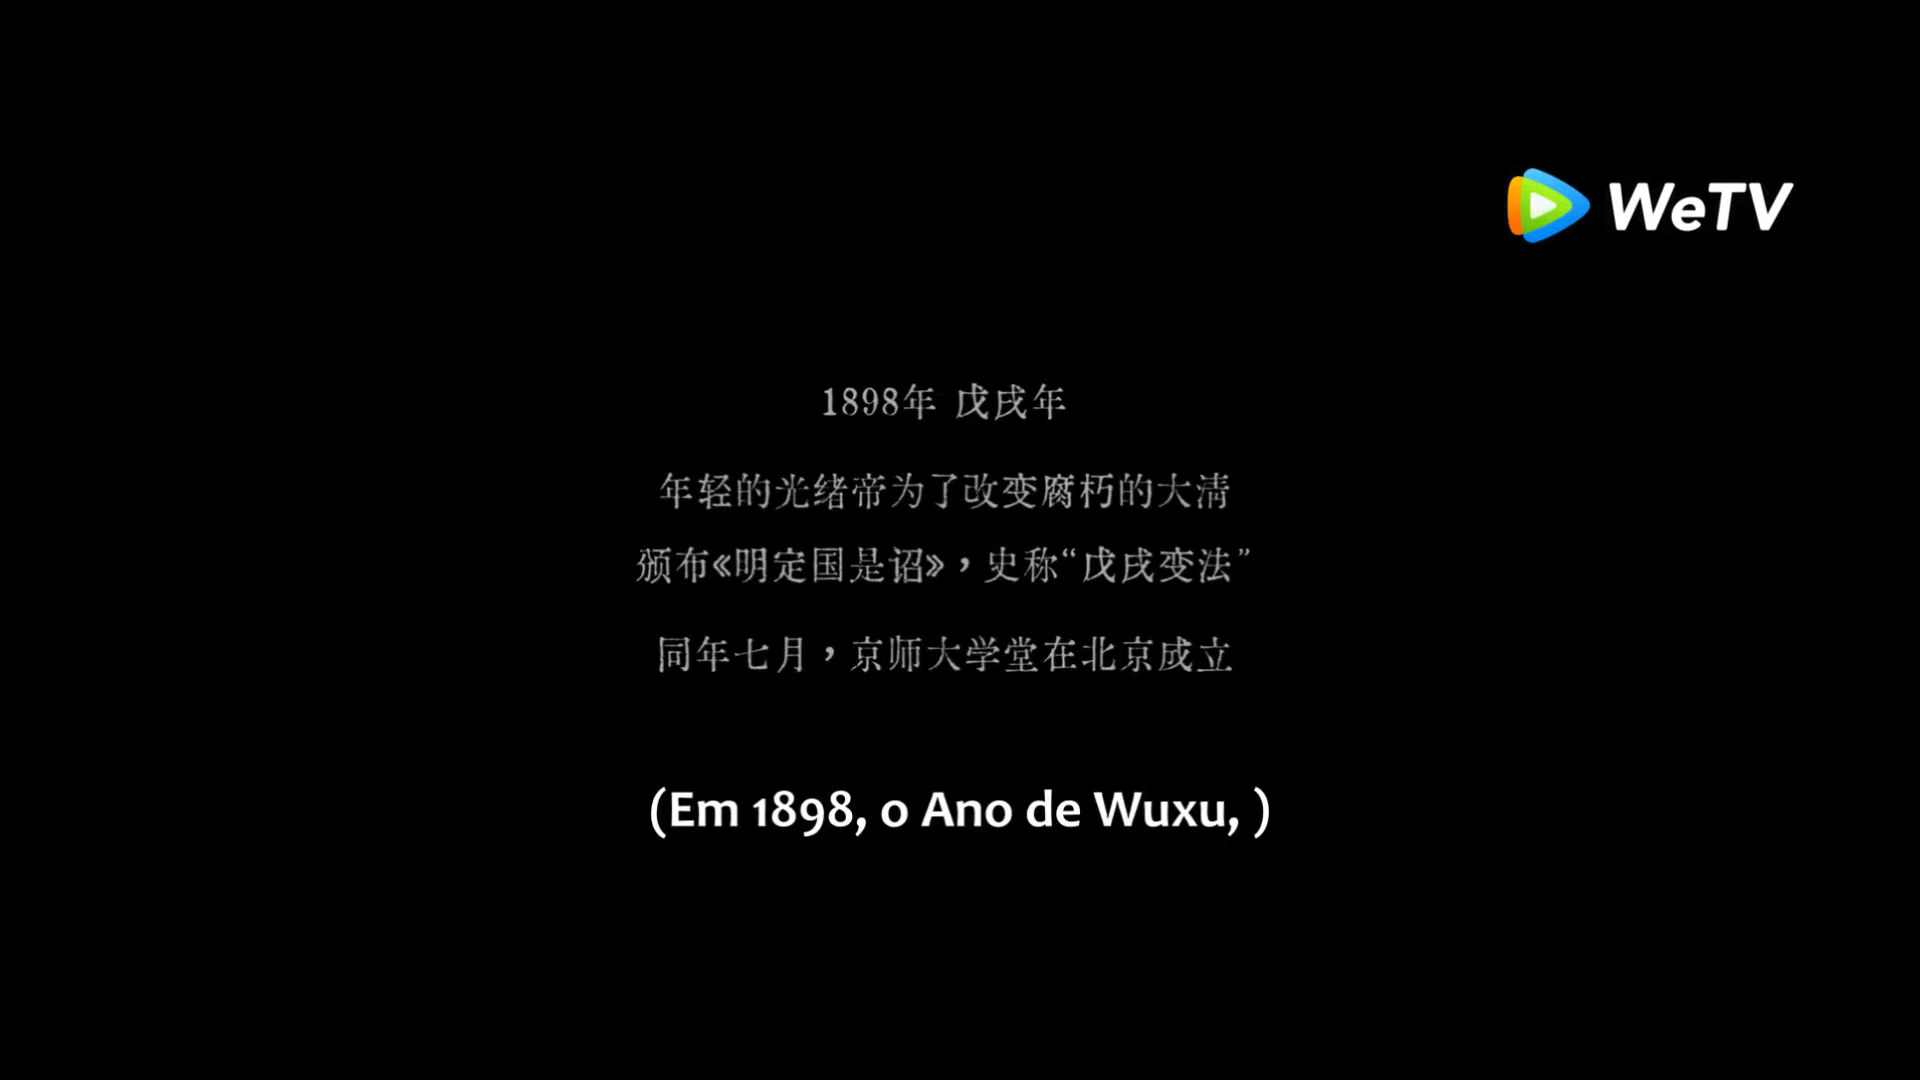 WeTV
1898年 戊戌年
年轻的光绪帝为了改变腐朽的大清
颁布《明定国是诏》，史称“戊戌变法”
同年七月，京师大学堂在北京成立
(Em 1898, o Ano de Wuxu, )